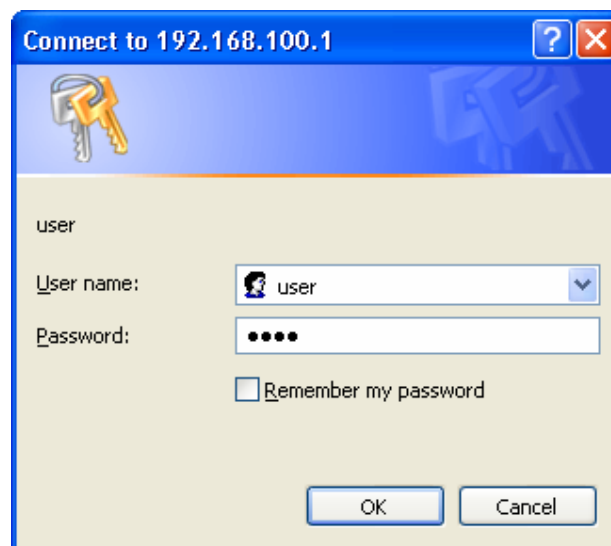 Connect to 192.168.100.1
user
User name:
user
Password:
••••
Remember my password
OK
Cancel